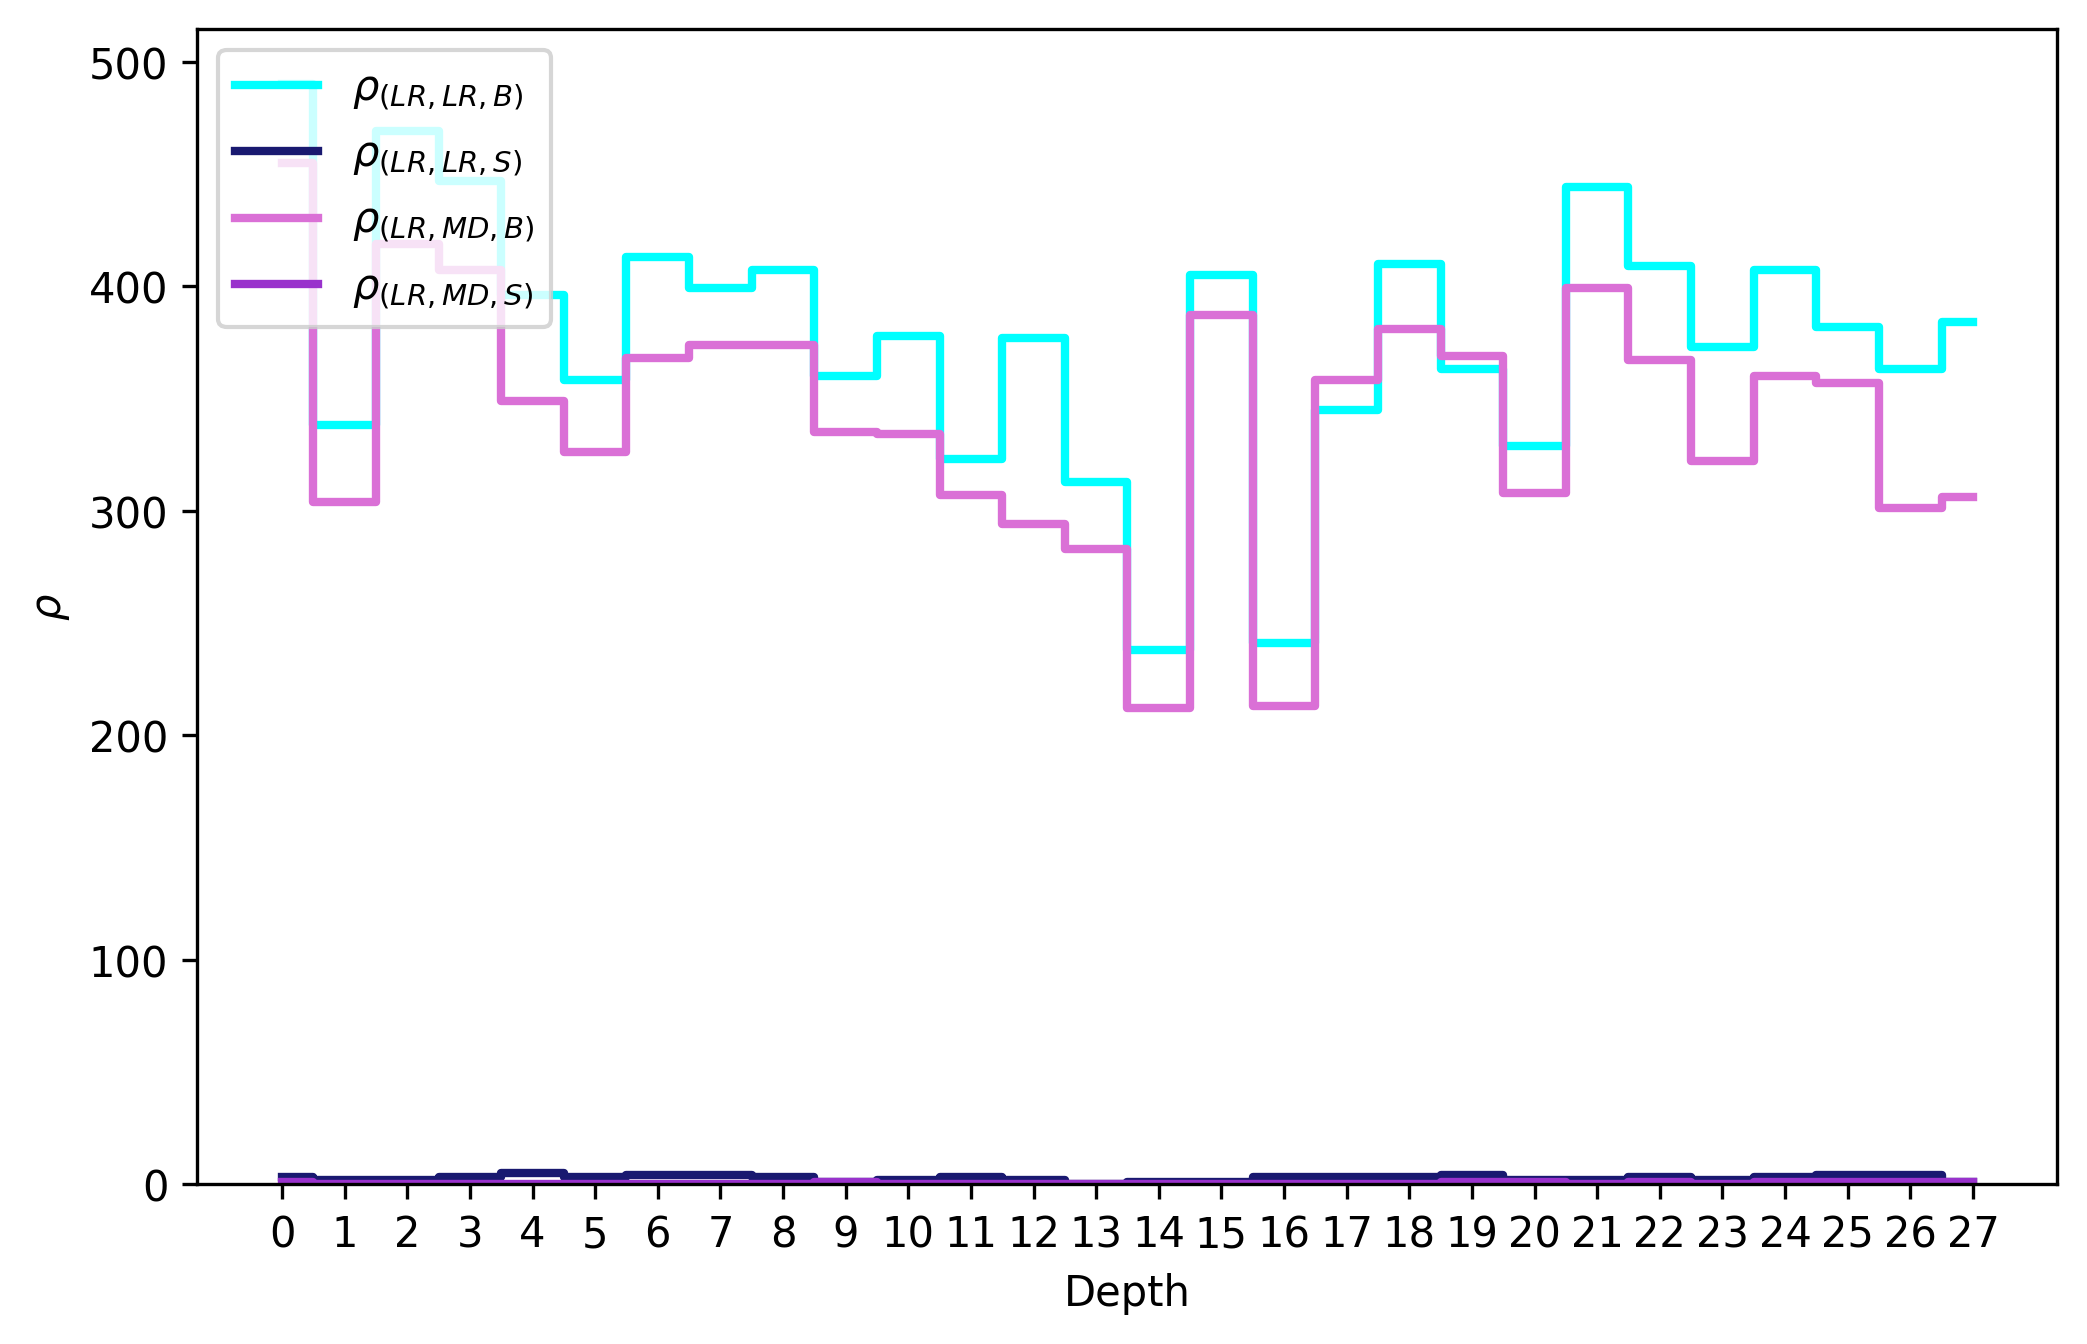 500
400
300
200
100
0
ρ
ρ(LR, LR, B)
ρ(LR, LR, S)
ρ(LR, MD, B)
ρ(LR, MD, S)
0 1 2 3 4 5 6 7 8 9 10 11 12 13 14 15 16 17 18 19 20 21 22 23 24 25 26 27
Depth